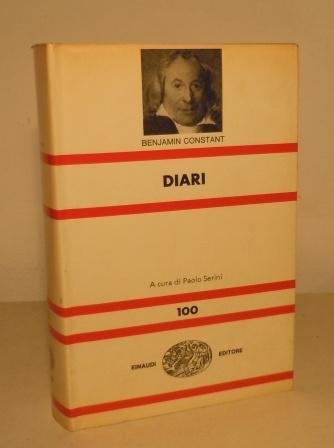 BENJAMIN CONSTANT
DIARI
A cura di Paolo Serini
100
EINAUDI EDITORE